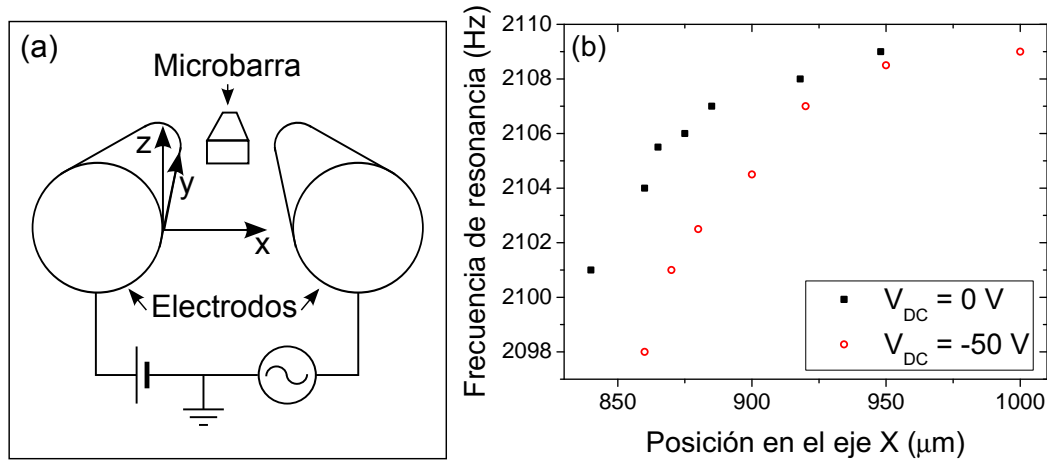 (a)
Microbarra
z
y
x
Electrodos
(b)
Frecuencia de resonancia (Hz)
2110
2108
2106
2104
2102
2100
2098
850
900
950
1000
Posición en el eje X (μm)
V_DC = 0 V
V_DC = -50 V